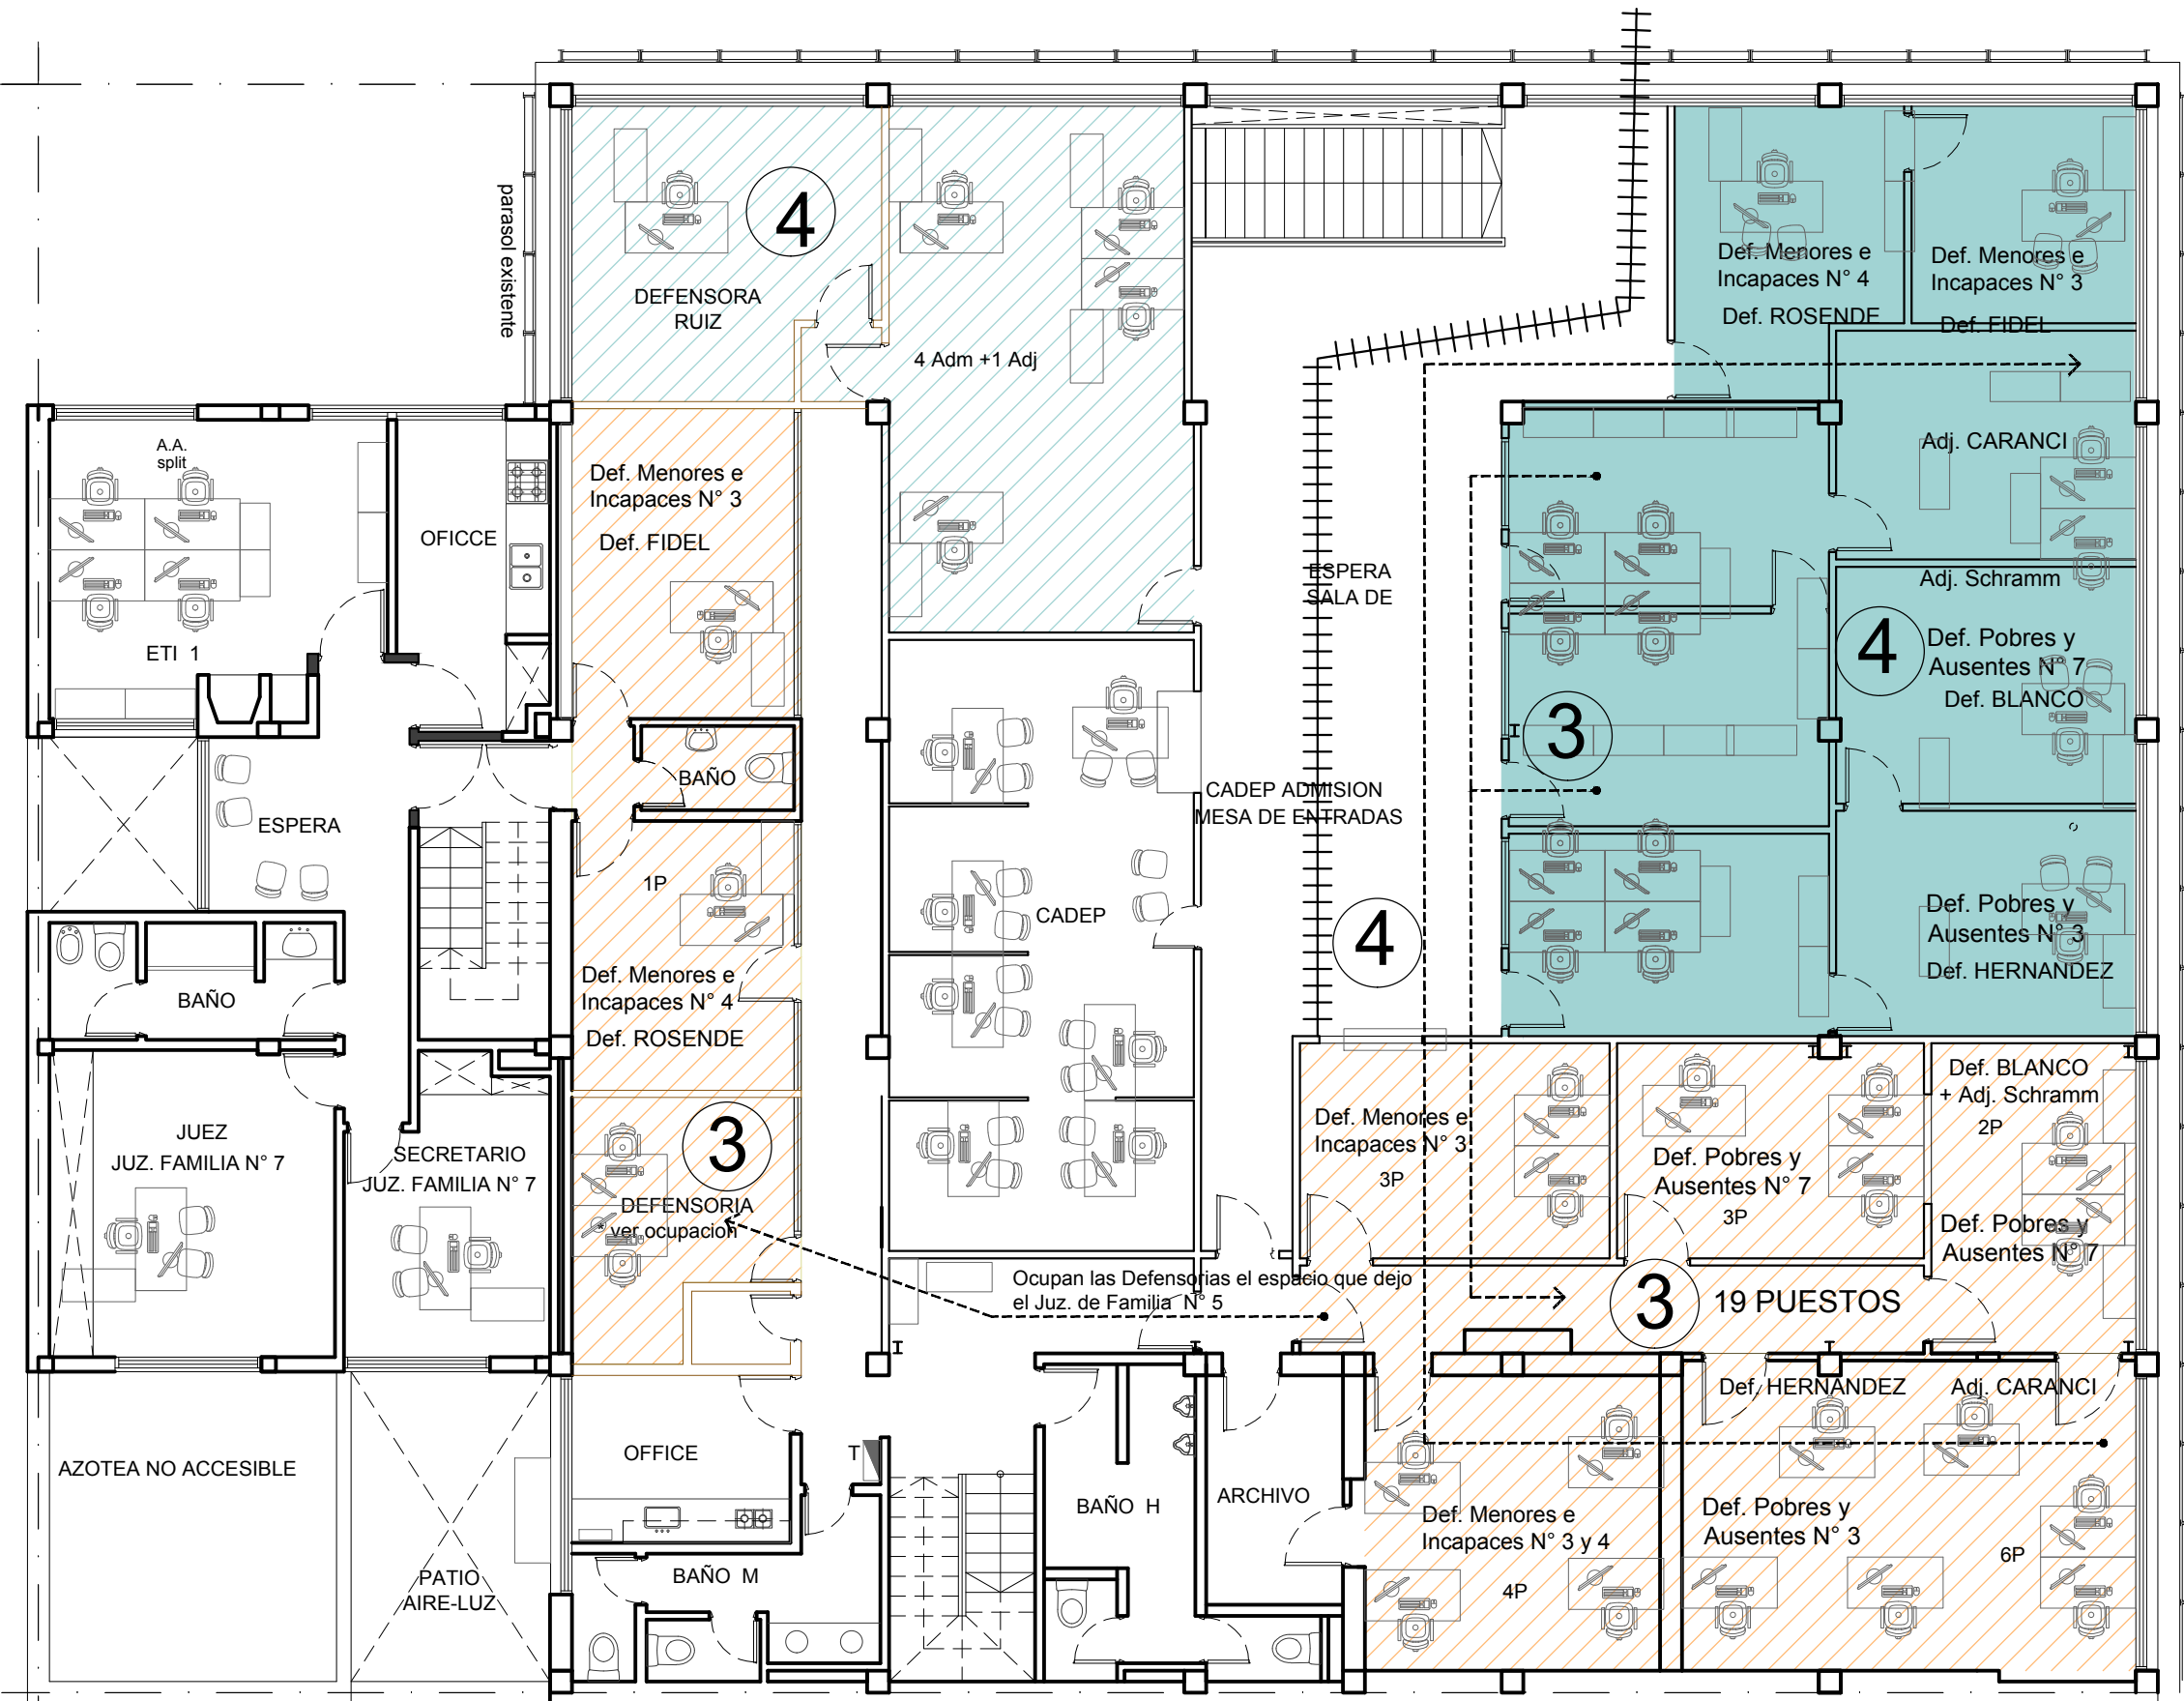 parasol existente
4
DEFENSORA
RUIZ
4 Adm +1 Adj
Def. Menores e
Incapaces N° 4
Def. ROSENDE
Def. Menores e
Incapaces N° 3
Def. FIDEL
A.A.
split
OFICCE
ETI 1
Def. Menores e
Incapaces N° 3
Def. FIDEL
ESPERA
SALA DE
Adj. CARANCI
Adj. Schramm
4
Def. Pobres y
Ausentes N° 7
Def. BLANCO
3
BAÑO
ESPERA
CADEP ADMISION
MESA DE ENTRADAS
1P
CADEP
4
Def. Pobres y
Ausentes N° 3
Def. HERNANDEZ
BAÑO
Def. Menores e
Incapaces N° 4
Def. ROSENDE
JUEZ
JUZ. FAMILIA N° 7
SECRETARIO
JUZ. FAMILIA N° 7
3
DEFENSORIA
*
ver ocupacion
Def. Menores e
Incapaces N° 3
3P
Def. Pobres y
Ausentes N° 7
3P
Def. BLANCO
+ Adj. Schramm
2P
Def. Pobres y
Ausentes N° 7
Ocupan las Defensorias el espacio que dejo
el Juz. de Familia N° 5
3
19 PUESTOS
Def. HERNANDEZ
Adj. CARANCI
AZOTEA NO ACCESIBLE
OFFICE
T
BAÑO H
ARCHIVO
Def. Menores e
Incapaces N° 3 y 4
4P
Def. Pobres y
Ausentes N° 3
6P
PATIO
AIRE-LUZ
BAÑO M